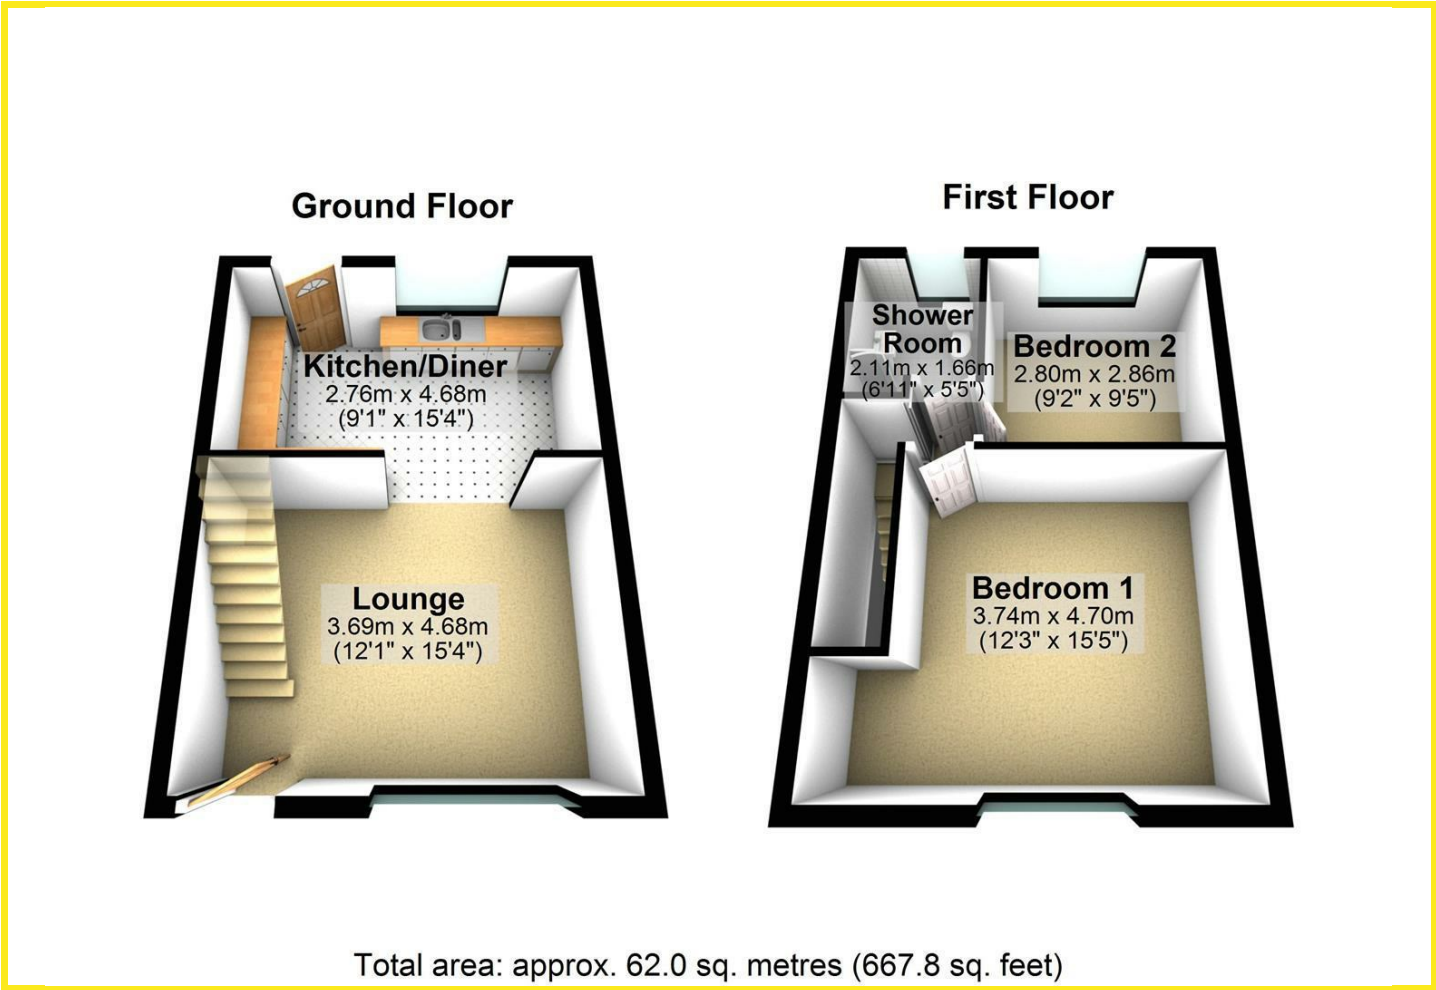 Ground Floor
Kitchen/Diner
2.76m x 4.68m
(9'1" x 15'4")
Lounge
3.69m x 4.68m
(12'1" x 15'4")
First Floor
Shower
Room
2.11m x 1.66m
(6'11" x 5'5")
Bedroom 2
2.80m x 2.86m
(9'2" x 9'5")
Bedroom 1
3.74m x 4.70m
(12'3" x 15'5")
Total area: approx. 62.0 sq. metres (667.8 sq. feet)